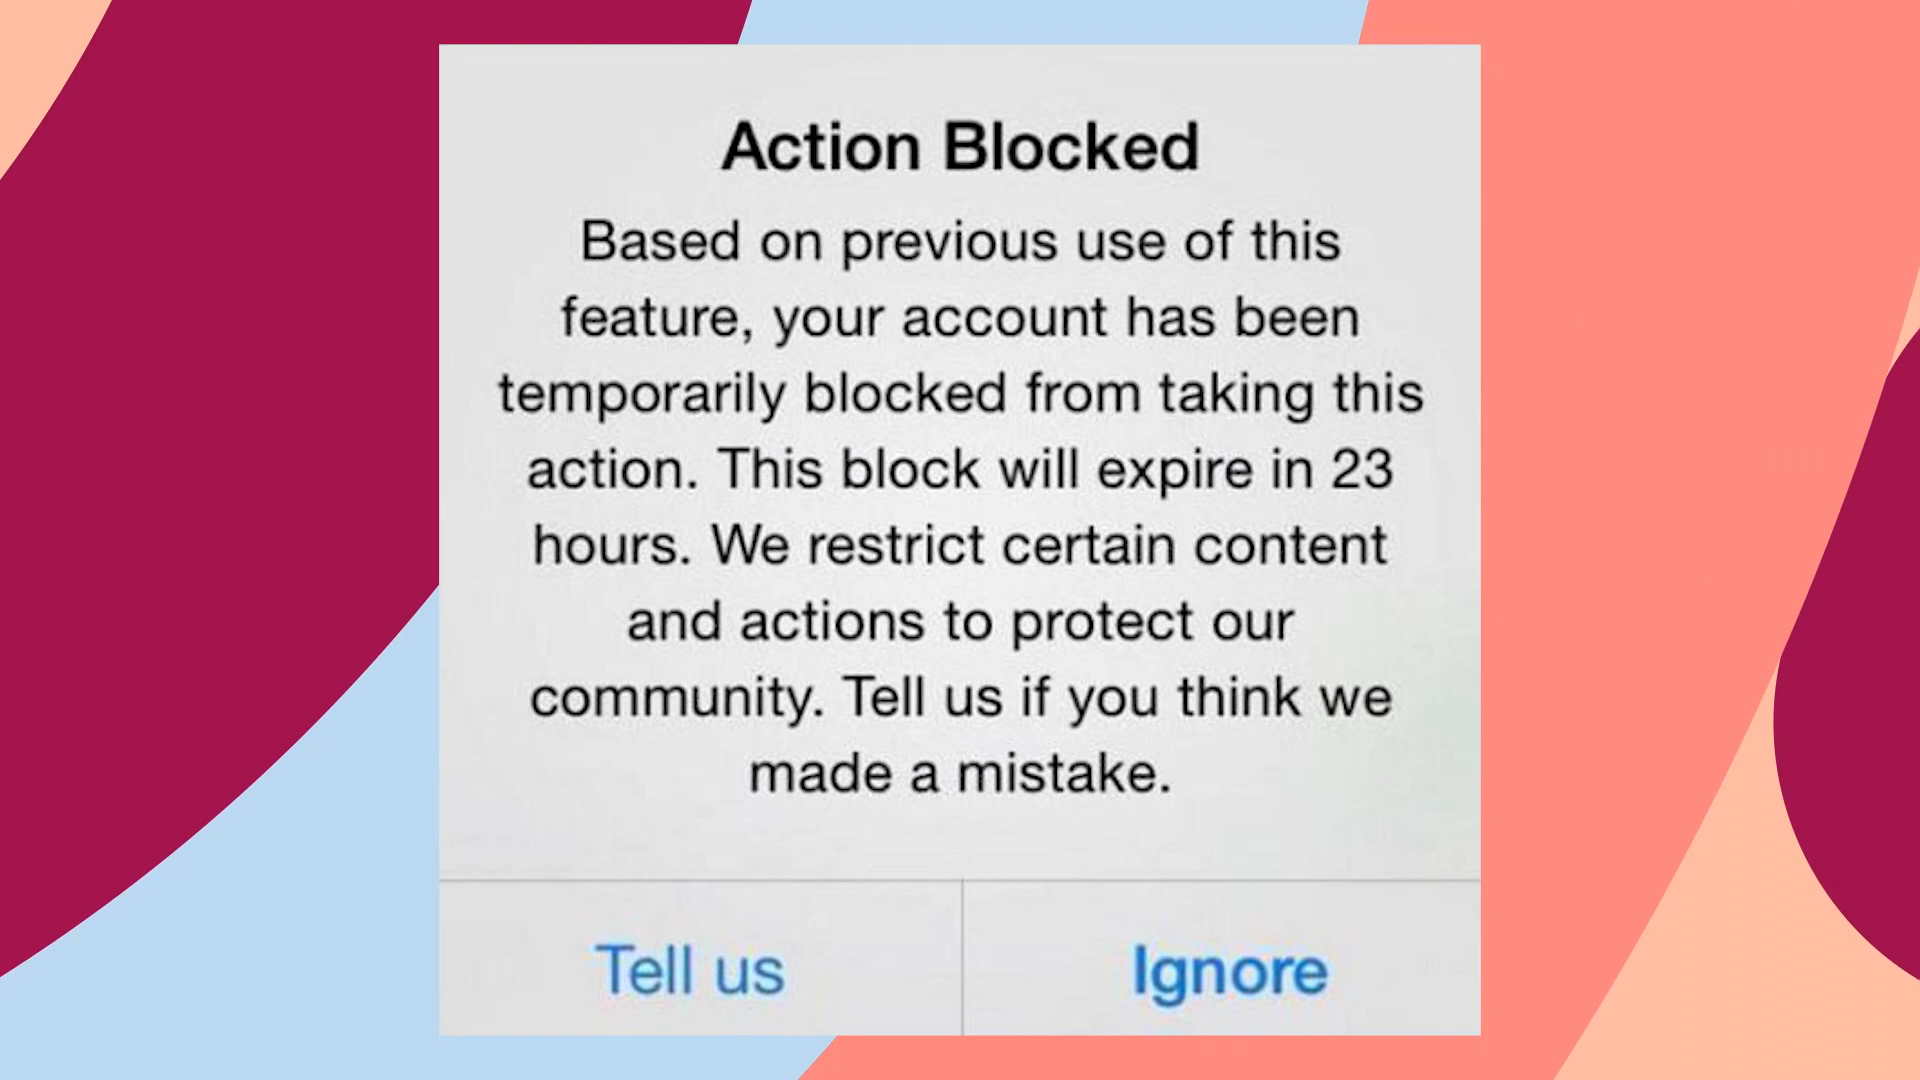 Action Blocked
Based on previous use of this
feature, your account has been
temporarily blocked from taking this
action. This block will expire in 23
hours. We restrict certain content
and actions to protect our
community. Tell us if you think we
made a mistake.
Tell us
Ignore